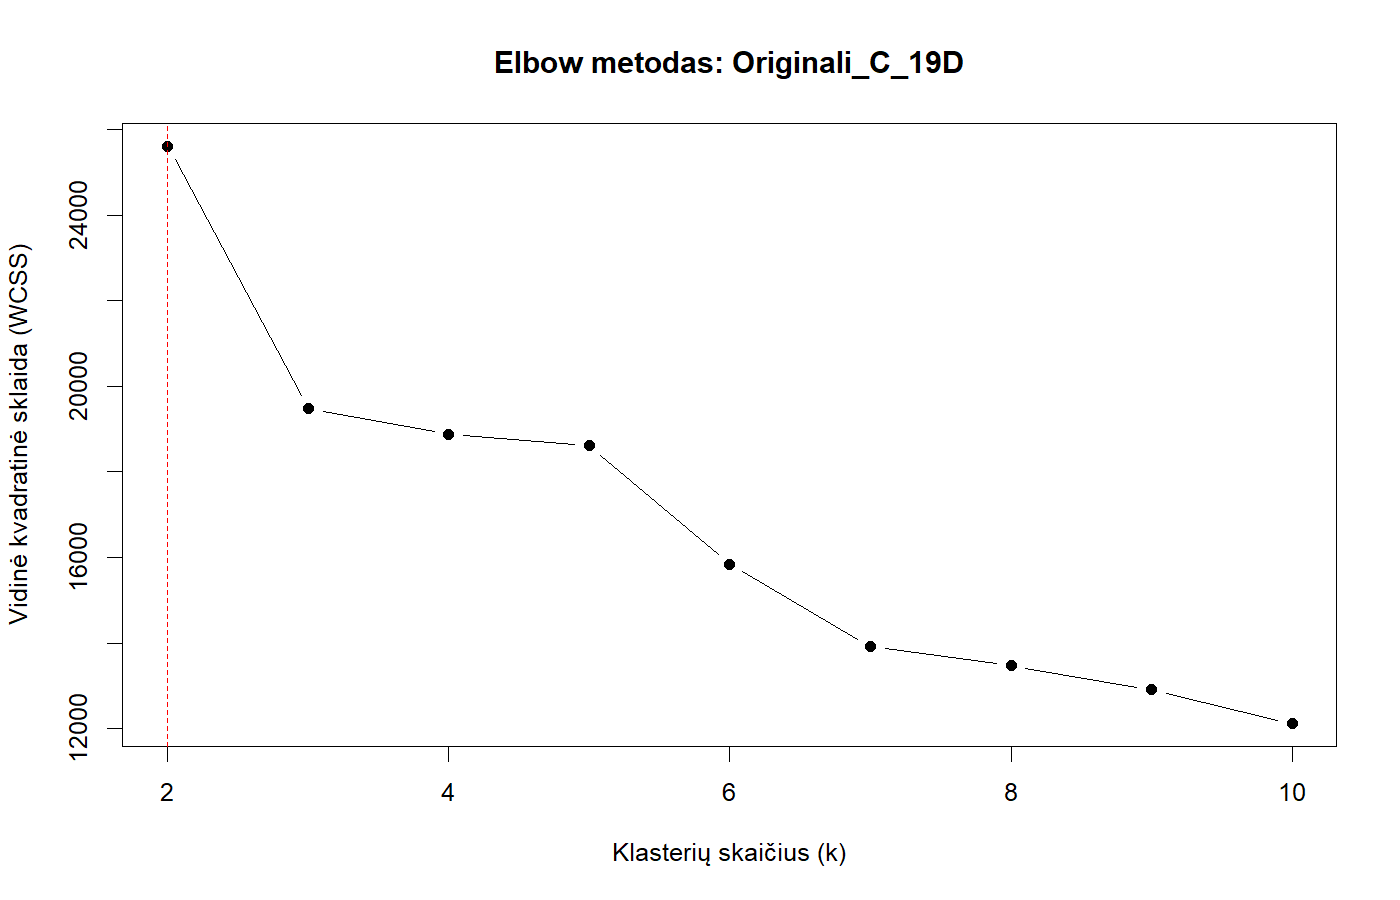 Elbow metodas: Originali_C_19D
Vidinė kvadratinė sklaida (WCSS)
24000
20000
16000
12000
2 4 6 8 10
Klasterių skaičius (k)